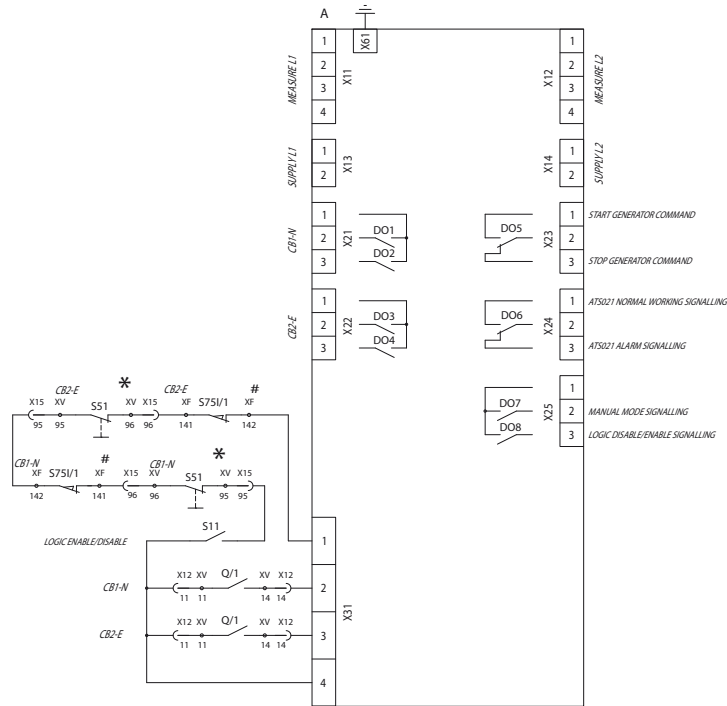 A
X61
MEASURE L1
1
2
3
4
X11
X12
1
2
3
4
MEASURE L2
SUPPLY L1
1
2
X13
X14
1
2
SUPPLY L2
CB1-N
1
2
3
X21
DO1
DO2
DO5
X23
1
2
3
START GENERATOR COMMAND
STOP GENERATOR COMMAND
CB2-E
1
2
3
X22
DO3
DO4
DO6
X24
1
2
3
ATS021 NORMAL WORKING SIGNALLING
ATS021 ALARM SIGNALLING
DO7
DO8
X25
1
2
3
MANUAL MODE SIGNALLING
LOGIC DISABLE/ENABLE SIGNALLING
CB2-E * CB2-E #
X15 XV S51 XV X15 XF S75I/1 XF
95 95 96 96 141 142
CB1-N # CB1-N *
XF S75I/1 XF X15 XV S51 XV X15
142 141 96 96 95 95
S11
LOGIC ENABLE/DISABLE
1
CB1-N
X12 XV Q/1 XV X12
11 11 14 14
2
X31
CB2-E
X12 XV Q/1 XV X12
11 11 14 14
3
4